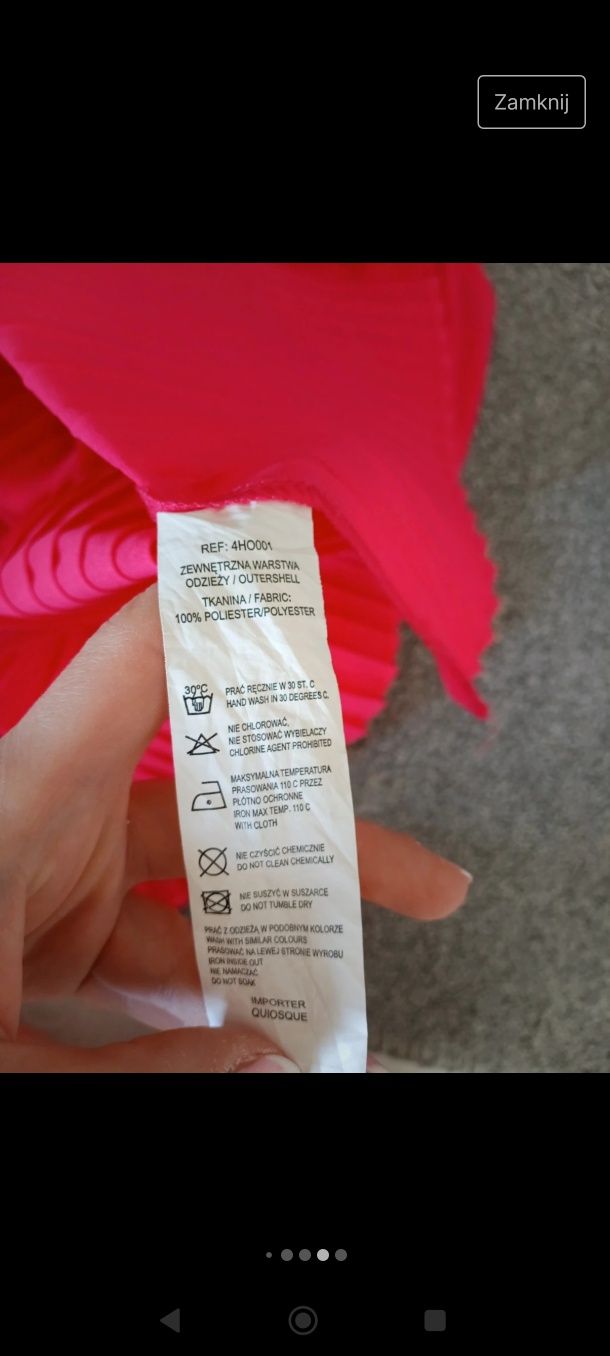 Zamknij
REF: 4HO001
ZEWNĘTRZNA WARSTWA
ODZIEŻY / OUTERSHELL
TKANINA / FABRIC:
100% POLIESTER/POLYESTER
30°C
PRAĆ RĘCZNIE W 30 ST. C
HAND WASH IN 30 DEGREES C.
NIE CHLOROWAĆ,
NIE STOSOWAĆ WYBIELACZY
CHLORINE AGENT PROHIBITED
MAKSYMALNA TEMPERATURA
PRASOWANIA 110 C PRZEZ
PŁÓTNO OCHRONNE
IRON MAX TEMP. 110 C
WITH CLOTH
NIE CZYŚCIĆ CHEMICZNIE
DO NOT CLEAN CHEMICALLY
NIE SUSZYĆ W SUSZARCE
DO NOT TUMBLE DRY
PRAĆ Z ODZIEŻĄ W PODOBNYM KOLORZE
WASH WITH SIMILAR COLOURS
PRASOWAĆ NA LEWEJ STRONIE WYROBU
IRON INSIDE OUT
NIE NAMACZAĆ
DO NOT SOAK
IMPORTER
QUIOSQUE